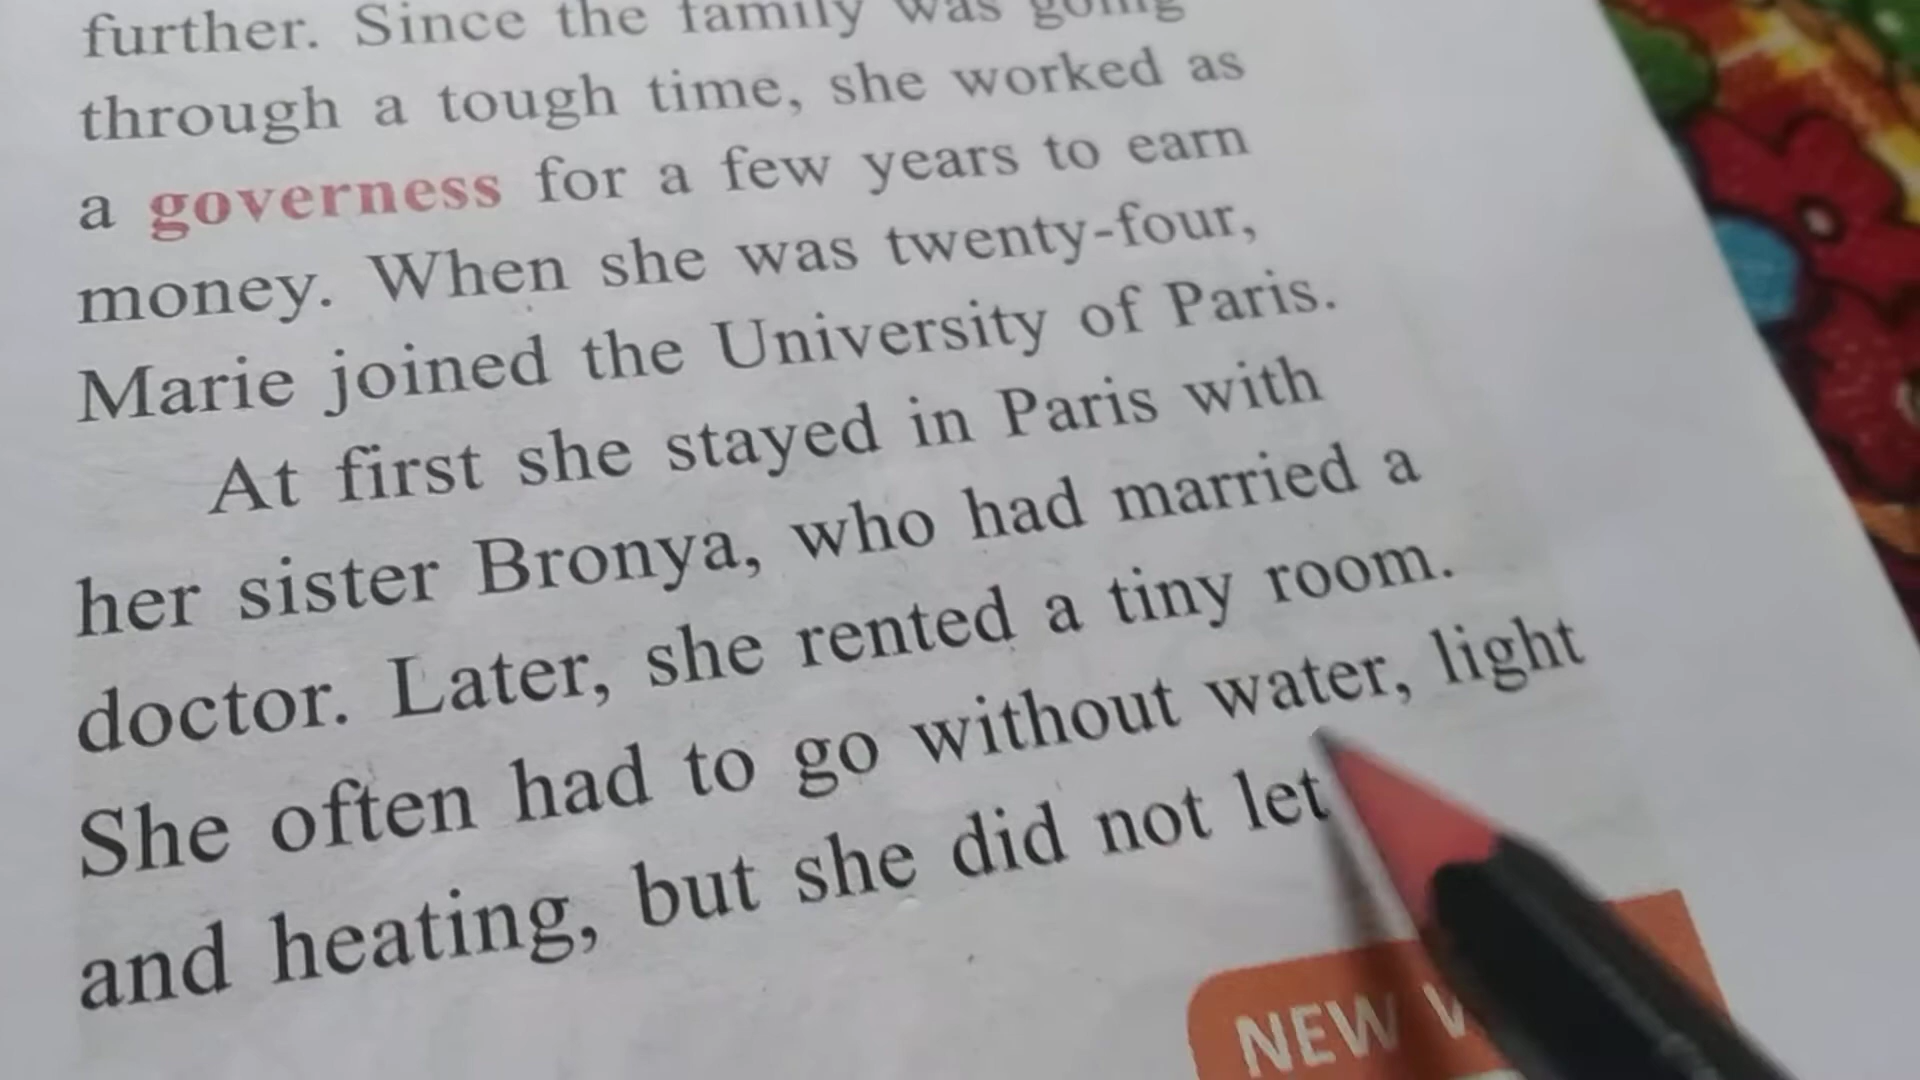 further. Since the family was going
through a tough time, she worked as
a governess for a few years to earn
money. When she was twenty-four,
Marie joined the University of Paris.
At first she stayed in Paris with
her sister Bronya, who had married a
doctor. Later, she rented a tiny room.
She often had to go without water, light
and heating, but she did not let
NEW